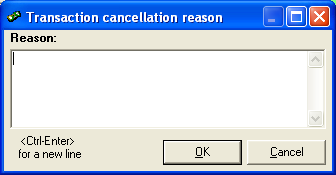 Transaction cancellation reason
Reason:
<Ctrl-Enter>
for a new line
OK
Cancel